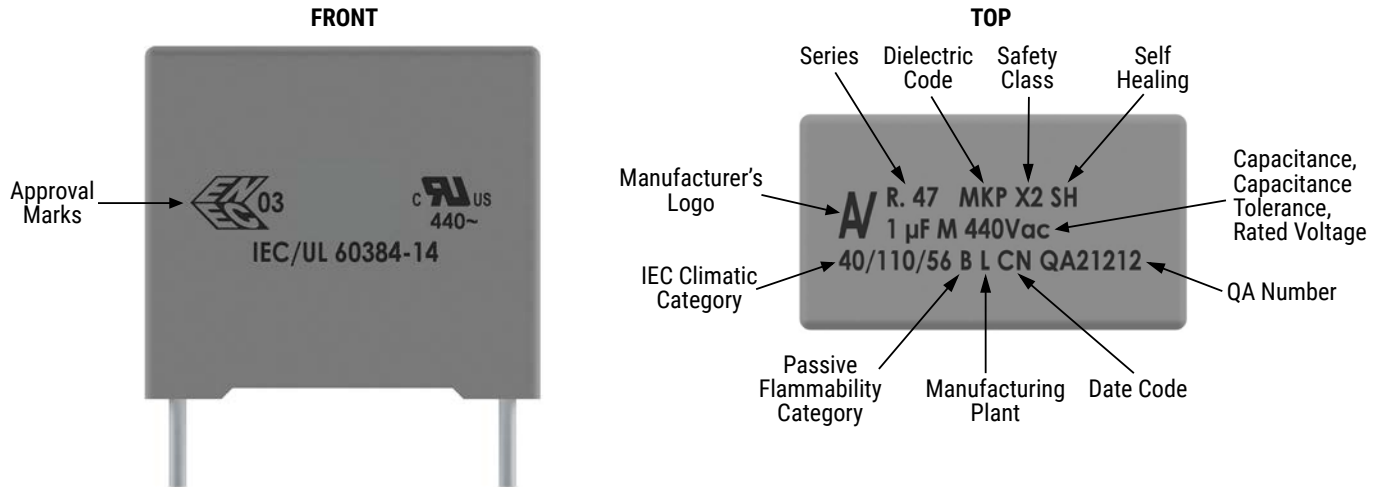 FRONT
Approval
Marks
EN
EC
03
C
US
440~
IEC/UL 60384-14
TOP
Series
Dielectric
Code
Safety
Class
Self
Healing
Manufacturer's
Logo
R. 47 MKP X2 SH
1 µF M 440Vac
40/110/56 B L CN QA21212
Capacitance,
Capacitance
Tolerance,
Rated Voltage
IEC Climatic
Category
QA Number
Passive
Flammability
Category
Manufacturing
Plant
Date Code